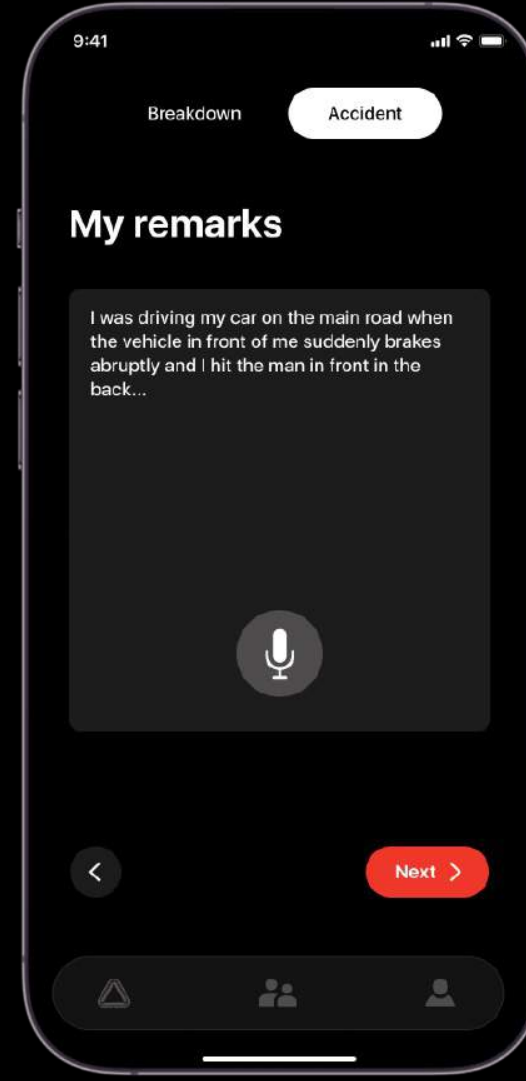 9:41
Breakdown
Accident
My remarks
I was driving my car on the main road when
the vehicle in front of me suddenly brakes
abruptly and I hit the man in front in the
back...
Next